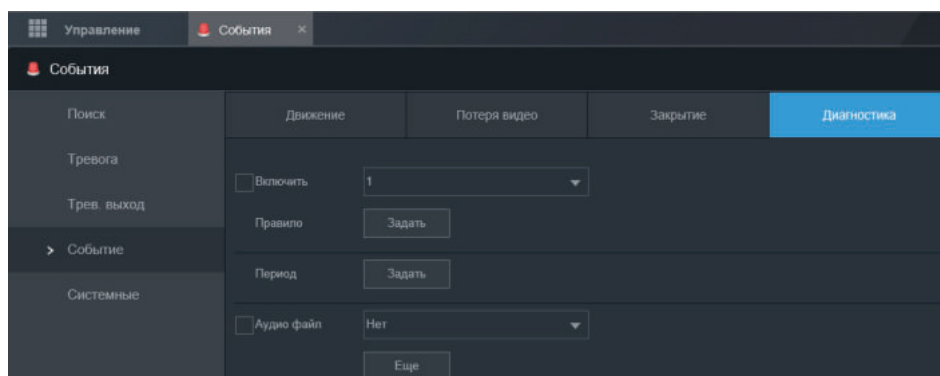 Управление
События ×
События
Поиск
Тревога
Трев. выход
Событие
Системные
Движение
Потеря видео
Закрытие
Диагностика
Включить 1
Правило Задать
Период Задать
Аудио файл Нет
Еще